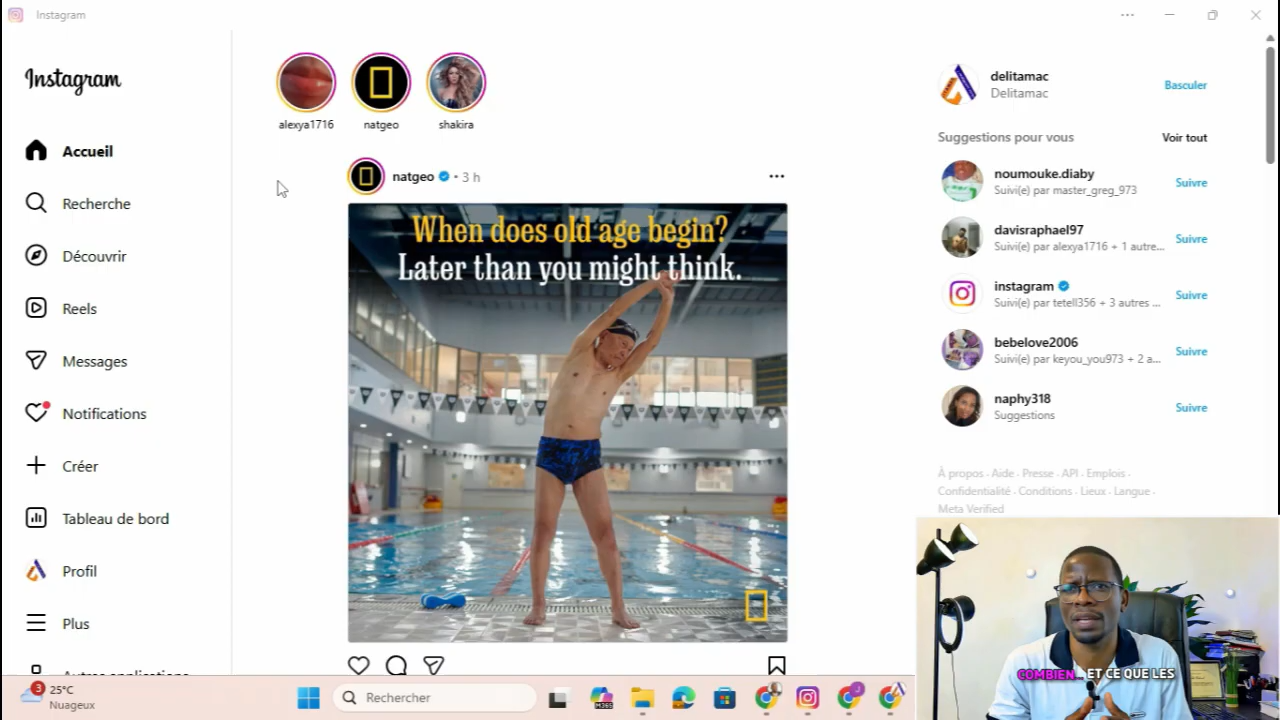 Instagram
Instagram
Accueil
Recherche
Découvrir
Reels
Messages
Notifications
Créer
Tableau de bord
Profil
Plus
Autres applications
alexya1716
natgeo
shakira
natgeo • 3 h
When does old age begin?
Later than you might think.
delitamac
Delitamac
Basculer
Suggestions pour vous
Voir tout
noumouke.diaby
Suivi(e) par master_greg_973
Suivre
davisraphael97
Suivi(e) par alexya1716 + 1 autre...
Suivre
instagram
Suivi(e) par tetell356 + 3 autres ...
Suivre
bebelove2006
Suivi(e) par keyou_you973 + 2 a...
Suivre
naphy318
Suggestions
Suivre
À propos · Aide · Presse · API · Emplois ·
Confidentialité · Conditions · Lieux · Langue ·
Meta Verified
COMBIEN... ET CE QUE LES
3
25°C
Nuageux
Rechercher
M365